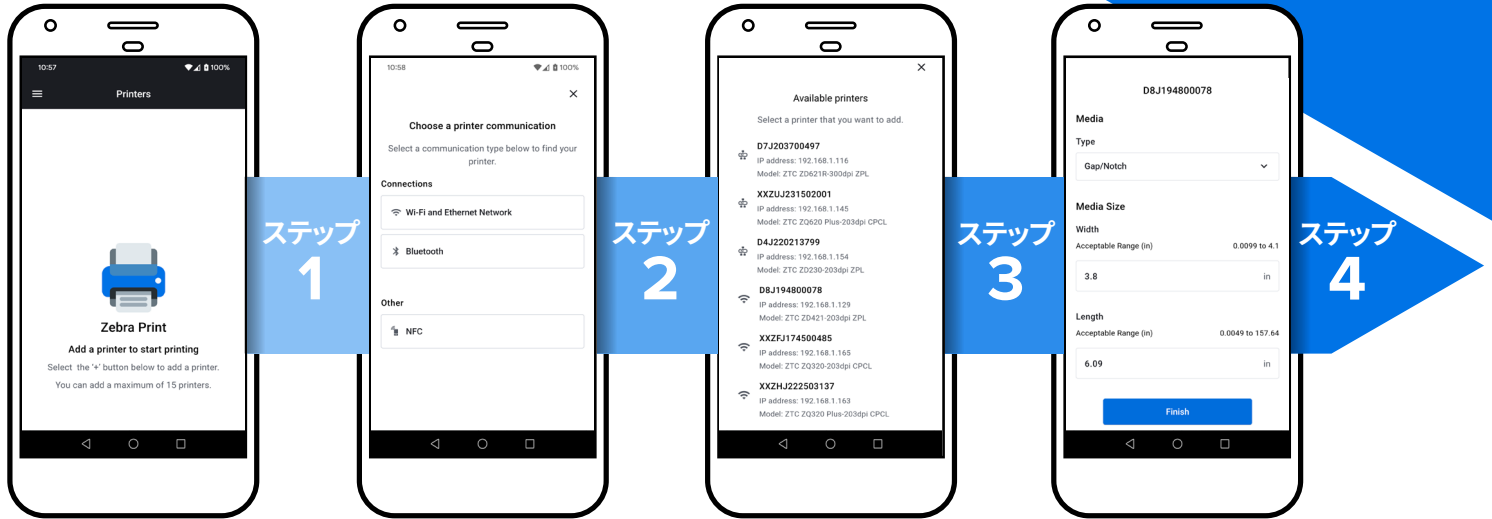 10:57
100%
Printers
Zebra Print
Add a printer to start printing
Select the '+' button below to add a printer.
You can add a maximum of 15 printers.
ステップ
1
10:58
100%
Choose a printer communication
Select a communication type below to find your
printer.
Connections
Wi-Fi and Ethernet Network
Bluetooth
Other
NFC
ステップ
2
Available printers
Select a printer that you want to add.
D7J203700497
IP address: 192.168.1.116
Model: ZTC ZD621R-300dpi ZPL
XXZUJ231502001
IP address: 192.168.1.145
Model: ZTC ZQ620 Plus-203dpi CPCL
D4J220213799
IP address: 192.168.1.154
Model: ZTC ZD230-203dpi ZPL
D8J194800078
IP address: 192.168.1.129
Model: ZTC ZD421-203dpi ZPL
XXZFJ174500485
IP address: 192.168.1.165
Model: ZTC ZQ320-203dpi CPCL
XXZHJ222503137
IP address: 192.168.1.163
Model: ZTC ZQ320 Plus-203dpi CPCL
ステップ
3
D8J194800078
Media
Type
Gap/Notch
Media Size
Width
Acceptable Range (in) 0.0099 to 4.1
3.8 in
Length
Acceptable Range (in) 0.0049 to 157.64
6.09 in
Finish
ステップ
4